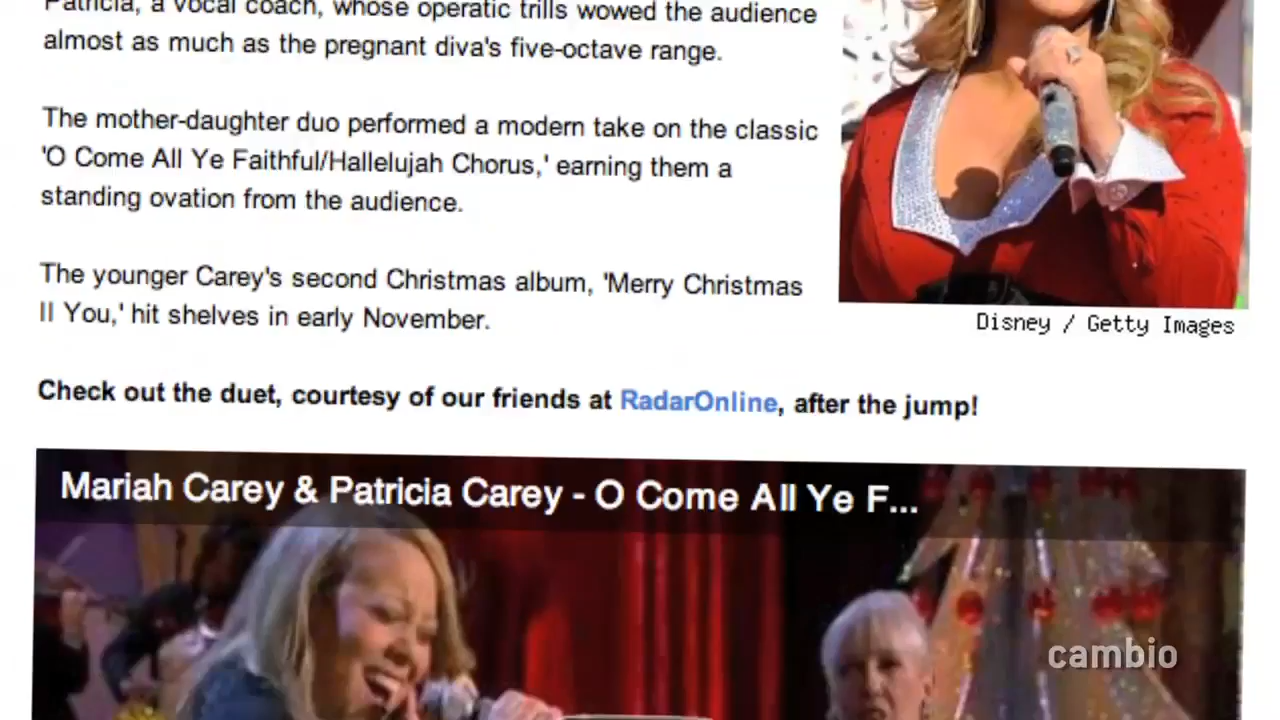 Patricia, a vocal coach, whose operatic trills wowed the audience
almost as much as the pregnant diva's five-octave range.
The mother-daughter duo performed a modern take on the classic
'O Come All Ye Faithful/Hallelujah Chorus,' earning them a
standing ovation from the audience.
The younger Carey's second Christmas album, 'Merry Christmas
II You,' hit shelves in early November.
Disney / Getty Images
Check out the duet, courtesy of our friends at RadarOnline, after the jump!
Mariah Carey & Patricia Carey - O Come All Ye F...
cambio